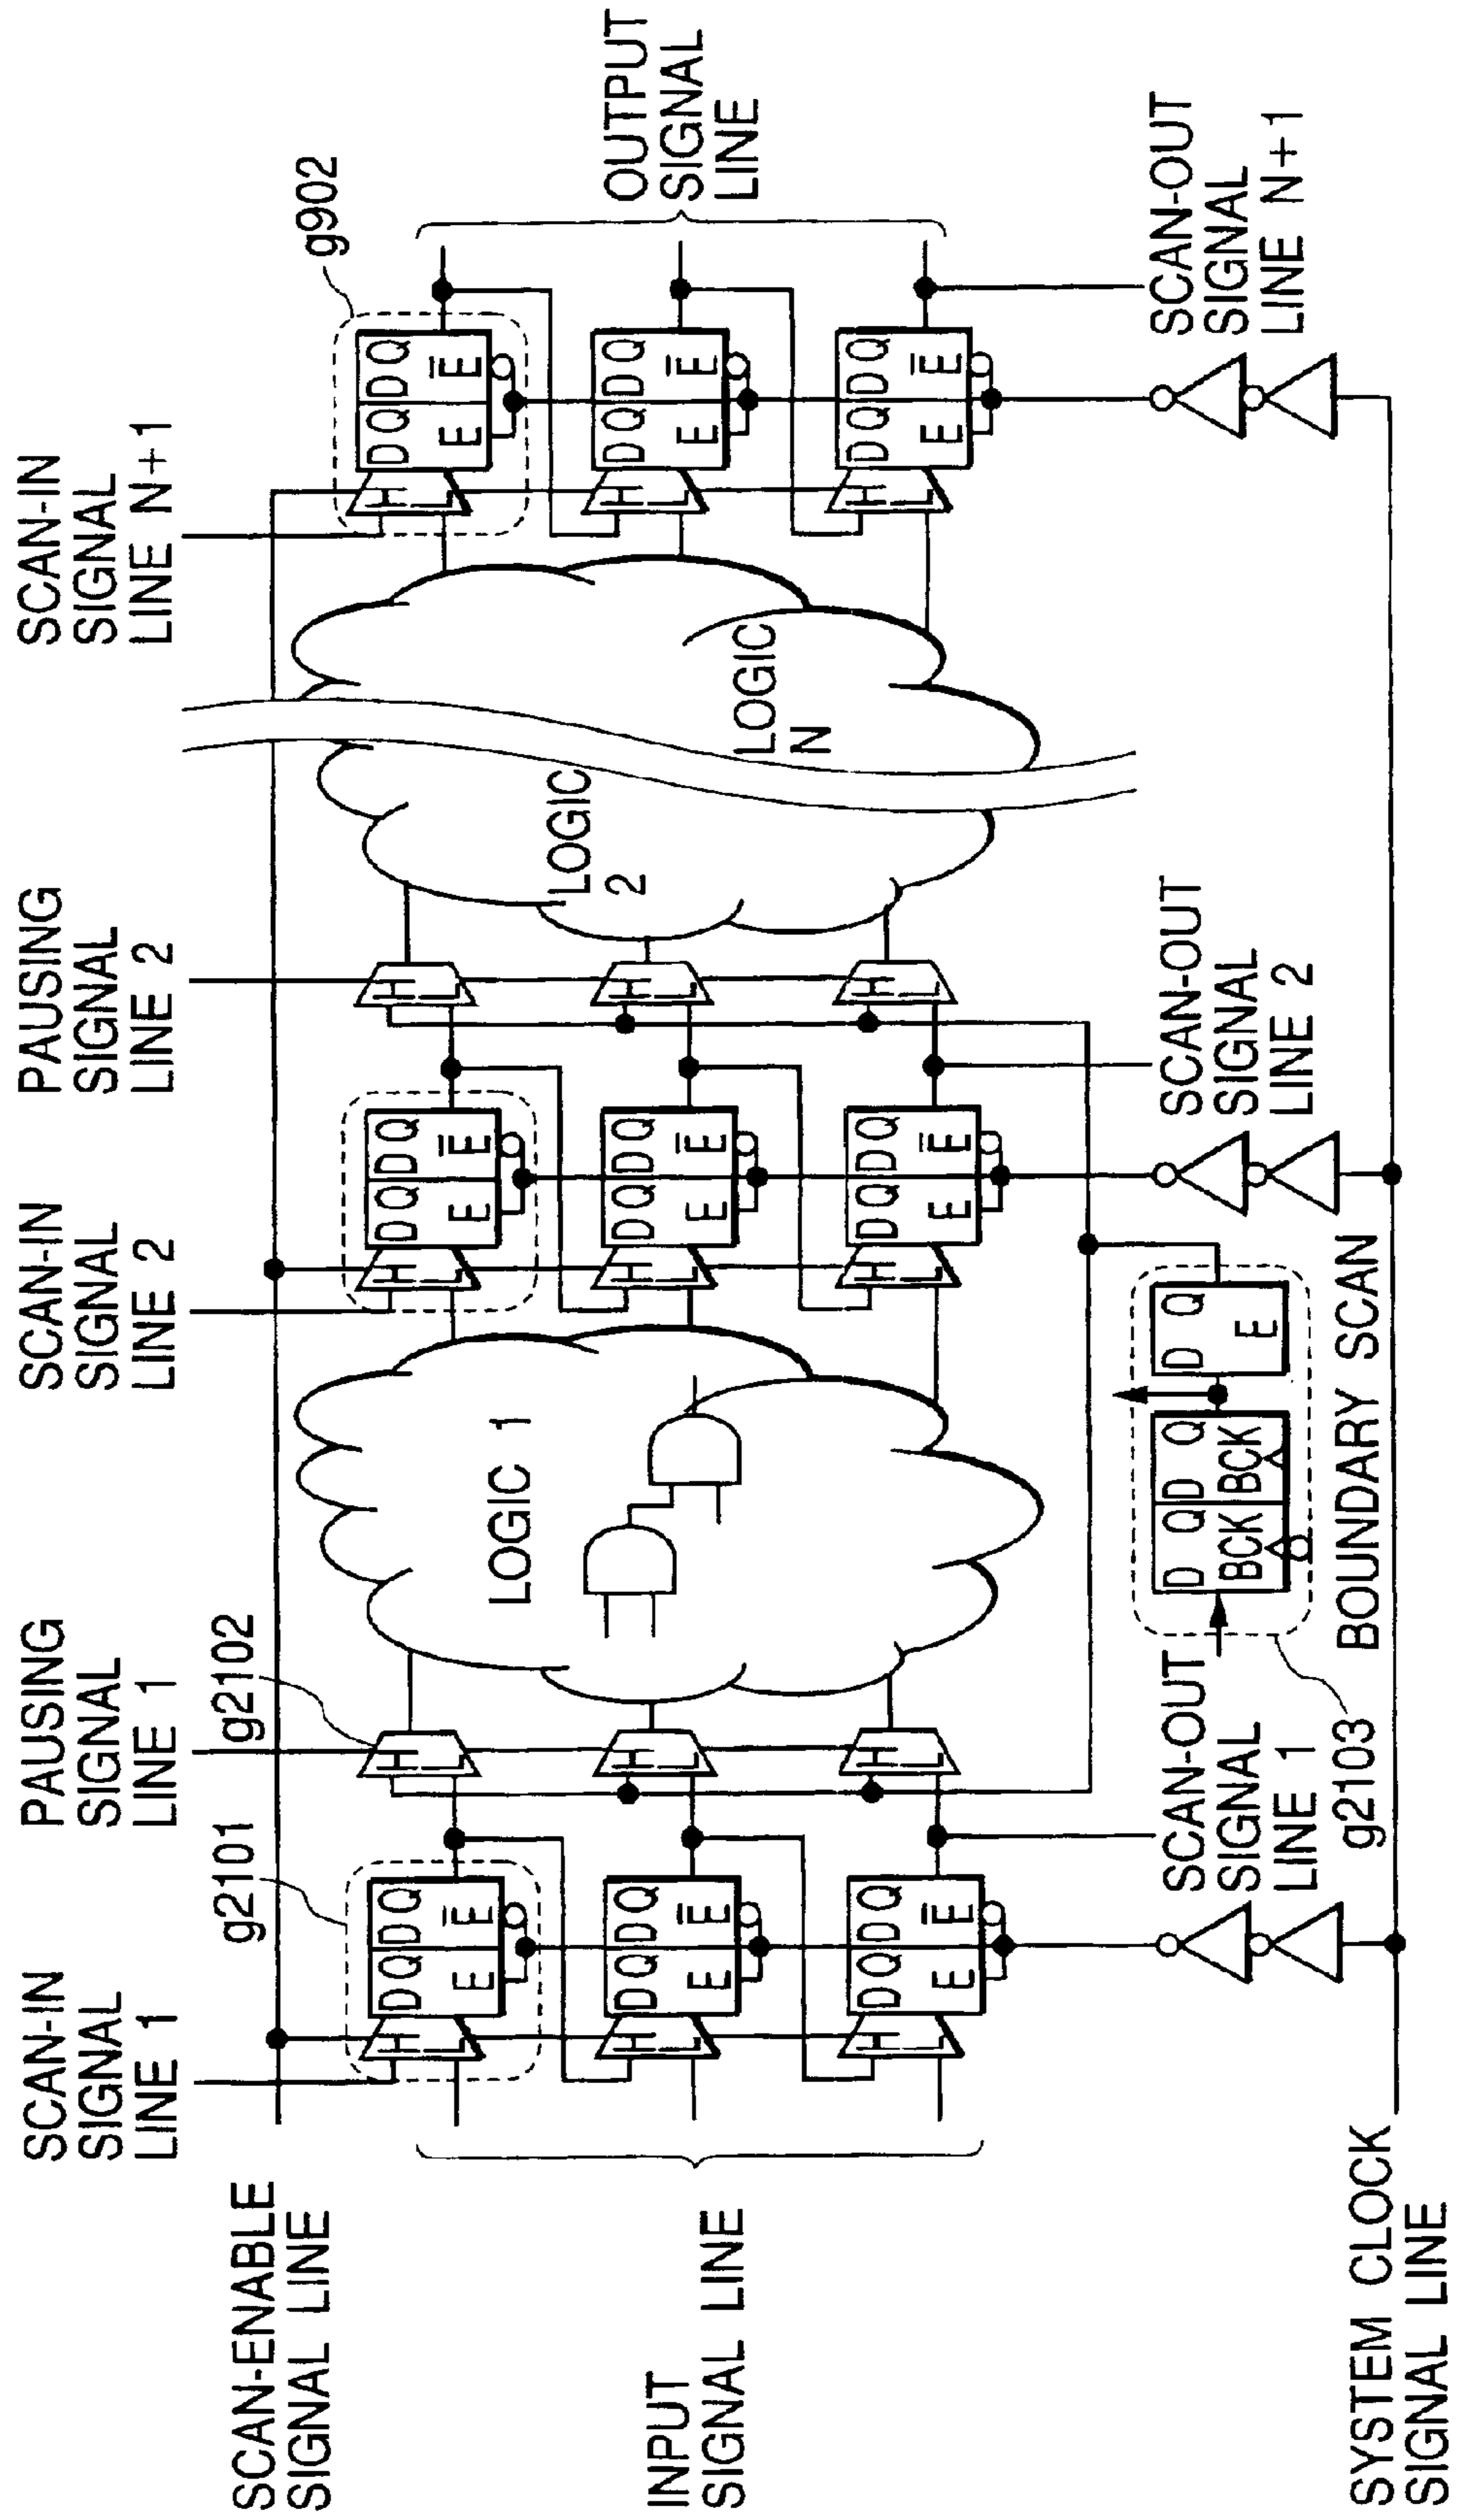 SCAN-IN
SIGNAL
LINE 1
PAUSING
SIGNAL
LINE 1
SCAN-IN
SIGNAL
LINE 2
PAUSING
SIGNAL
LINE 2
SCAN-IN
SIGNAL
LINE N+1
g2101
g2102
g902
SCAN-ENABLE
SIGNAL LINE
H
L
D Q D Q
E E̅
H
L
H
L
D Q D Q
E E̅
H
L
H
L
D Q D Q
E E̅
LOGIC 1
LOGIC
2
LOGIC
N
INPUT
SIGNAL LINE
H
L
D Q D Q
E E̅
H
L
H
L
D Q D Q
E E̅
H
L
H
L
D Q D Q
E E̅
OUTPUT
SIGNAL
LINE
H
L
D Q D Q
E E̅
H
L
H
L
D Q D Q
E E̅
H
L
H
L
D Q D Q
E E̅
SCAN-OUT
SIGNAL
LINE 1
D Q D Q
BCK BCK
D Q
E
SCAN-OUT
SIGNAL
LINE 2
SCAN-OUT
SIGNAL
LINE N+1
g2103
BOUNDARY SCAN
SYSTEM CLOCK
SIGNAL LINE